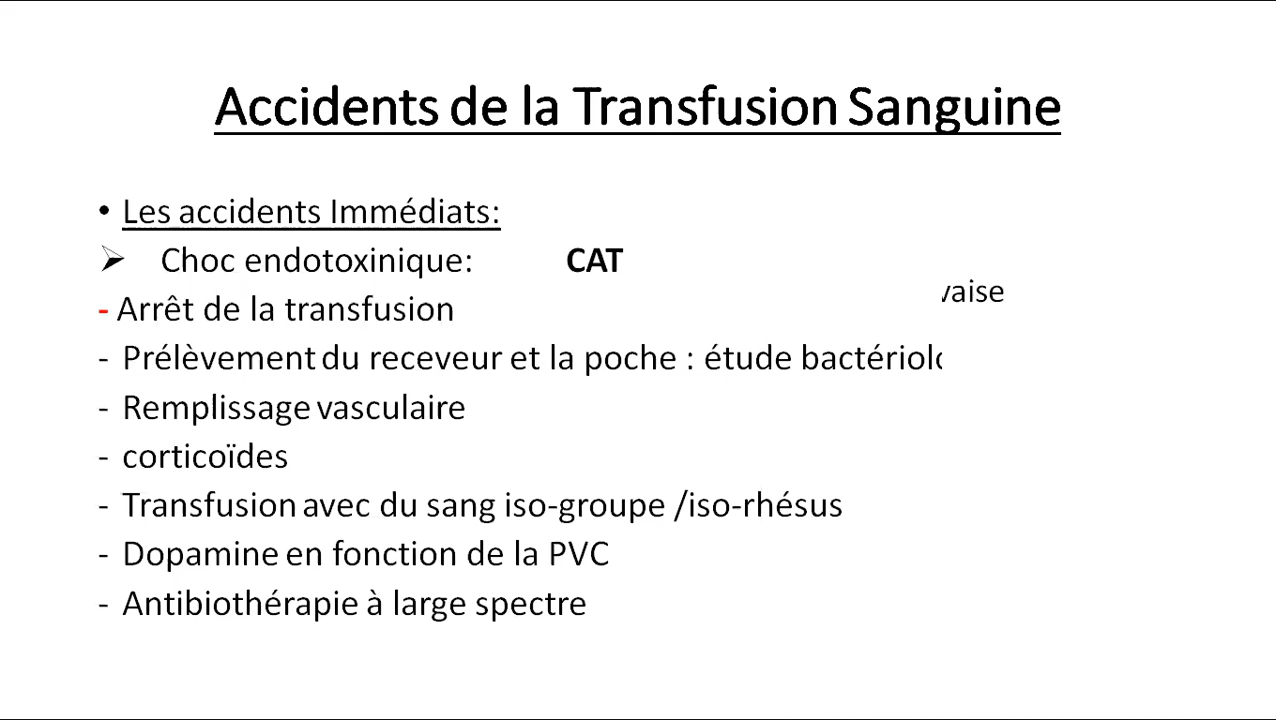 Accidents de la Transfusion Sanguine
• Les accidents Immédiats:
➢ Choc endotoxinique: CAT
- Arrêt de la transfusion
- Prélèvement du receveur et la poche : étude
- Remplissage vasculaire
- corticoïdes
- Transfusion avec du sang iso-groupe /iso-rhésus
- Dopamine en fonction de la PVC
- Antibiothérapie à large spectre